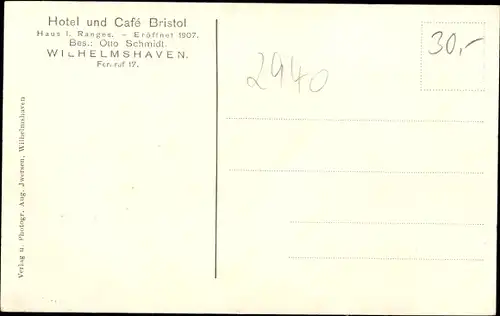 Hotel und Café Bristol
Haus I. Ranges. – Eröffnet 1907.
Bes.: Otto Schmidt.
WILHELMSHAVEN.
Fernruf 17.
Verlag u. Photogr. Aug. Iwersen, Wilhelmshaven
2940
30,-